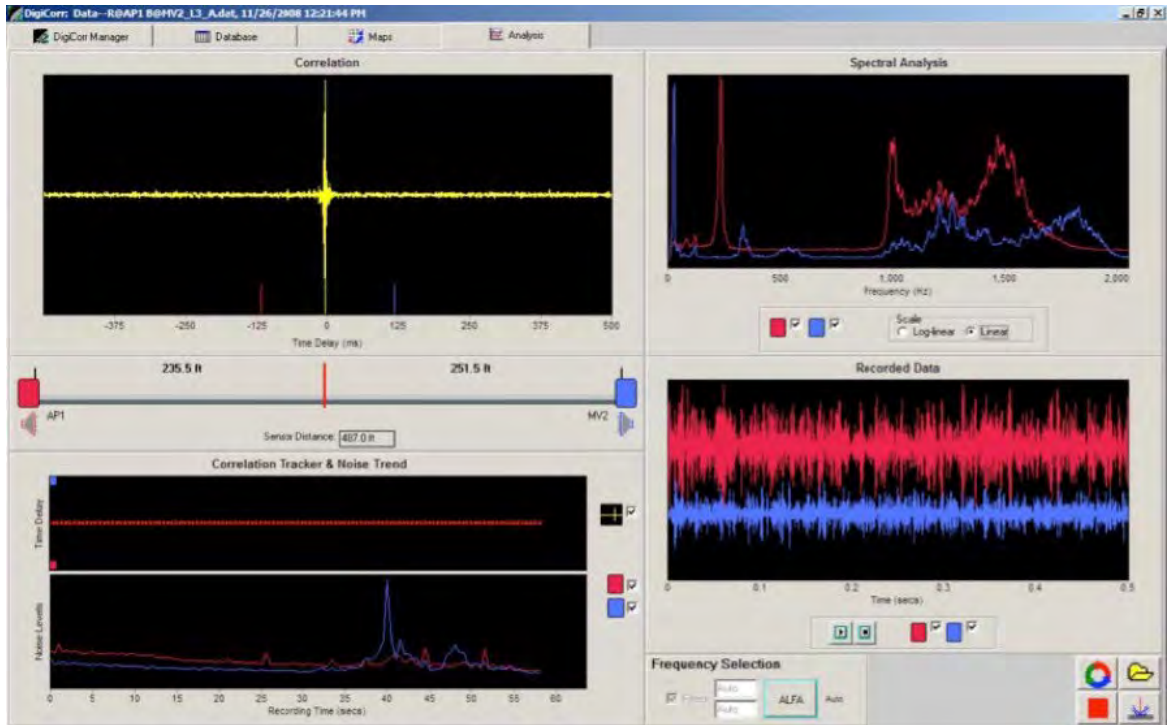 DigiCorr: Data--R@AP1 B@MV2_L3_A.dat, 11/26/2008 12:21:44 PM
DigiCorr Manager Database Maps Analysis
Correlation
-375 -250 -125 0 125 250 375 500
Time Delay (ms)
235.5 ft 251.5 ft
AP1 MV2
Sensor Distance: 487.0 ft
Correlation Tracker & Noise Trend
Time Delay
Noise Levels
0 5 10 15 20 25 30 35 40 45 50 55 60
Recording Time (secs)
Spectral Analysis
0 500 1,000 1,500 2,000
Frequency (Hz)
Scale
Log-linear Linear
Recorded Data
0 0.1 0.2 0.3 0.4 0.5
Time (secs)
Frequency Selection
Filters Auto
Auto
ALFA Auto